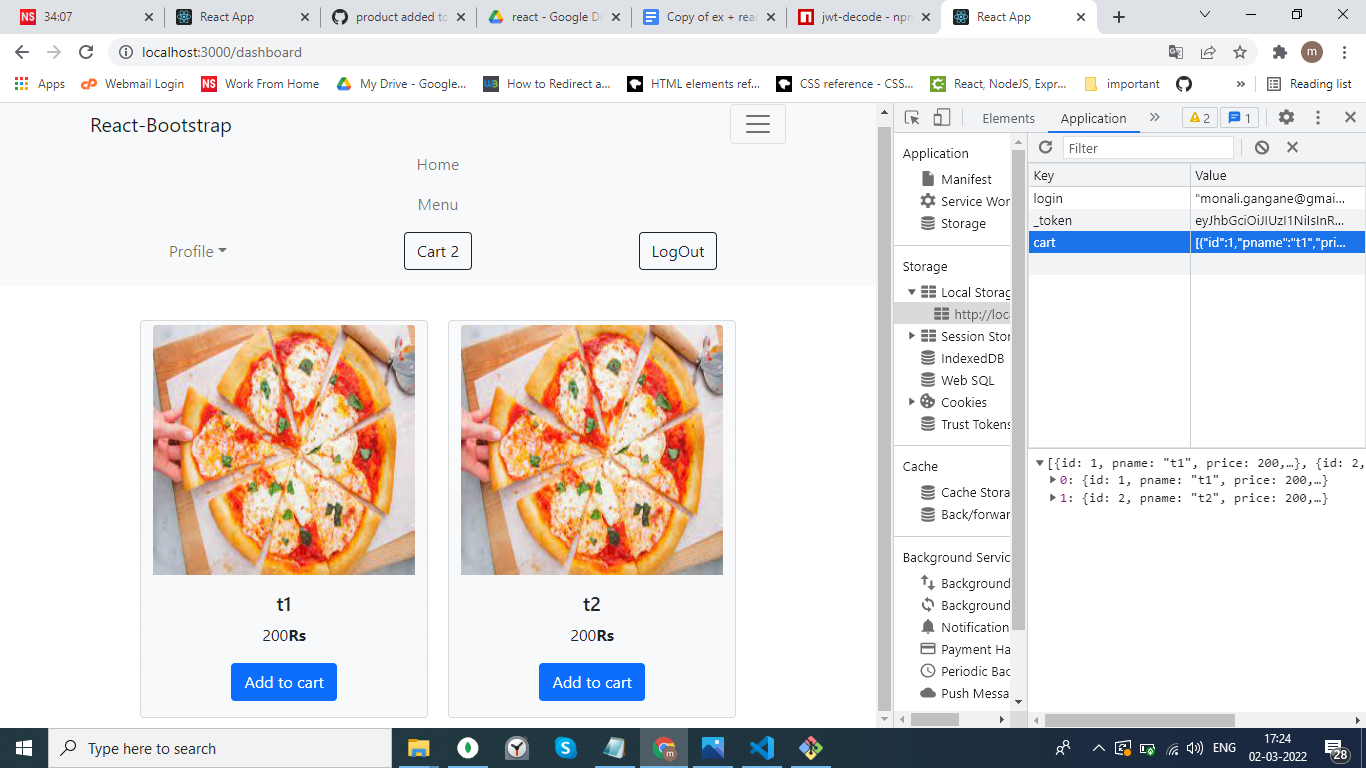 34:07
React App
product added to
react - Google Dr
Copy of ex + reac
jwt-decode - npm
React App
localhost:3000/dashboard
m
Apps
Webmail Login
NS Work From Home
My Drive - Google...
How to Redirect a...
HTML elements ref...
CSS reference - CSS...
React, NodeJS, Expr...
important
»
Reading list
React-Bootstrap
Home
Menu
Profile
Cart 2
LogOut
t1
200Rs
Add to cart
t2
200Rs
Add to cart
Elements
Application
»
2
1
Application
Manifest
Service Wor
Storage
Storage
Local Storag
http://loca
Session Stor
IndexedDB
Web SQL
Cookies
Trust Tokens
Cache
Cache Stora
Back/forwar
Background Servic
Background
Background
Notification
Payment Ha
Periodic Bac
Push Messa
Filter
Key Value
login "monali.gangane@gmai...
_token eyJhbGciOiJIUzI1NiIsInR...
cart [{"id":1,"pname":"t1","pri...
[{id: 1, pname: "t1", price: 200,…}, {id: 2,
0: {id: 1, pname: "t1", price: 200,…}
1: {id: 2, pname: "t2", price: 200,…}
Type here to search
ENG
17:24
02-03-2022
28